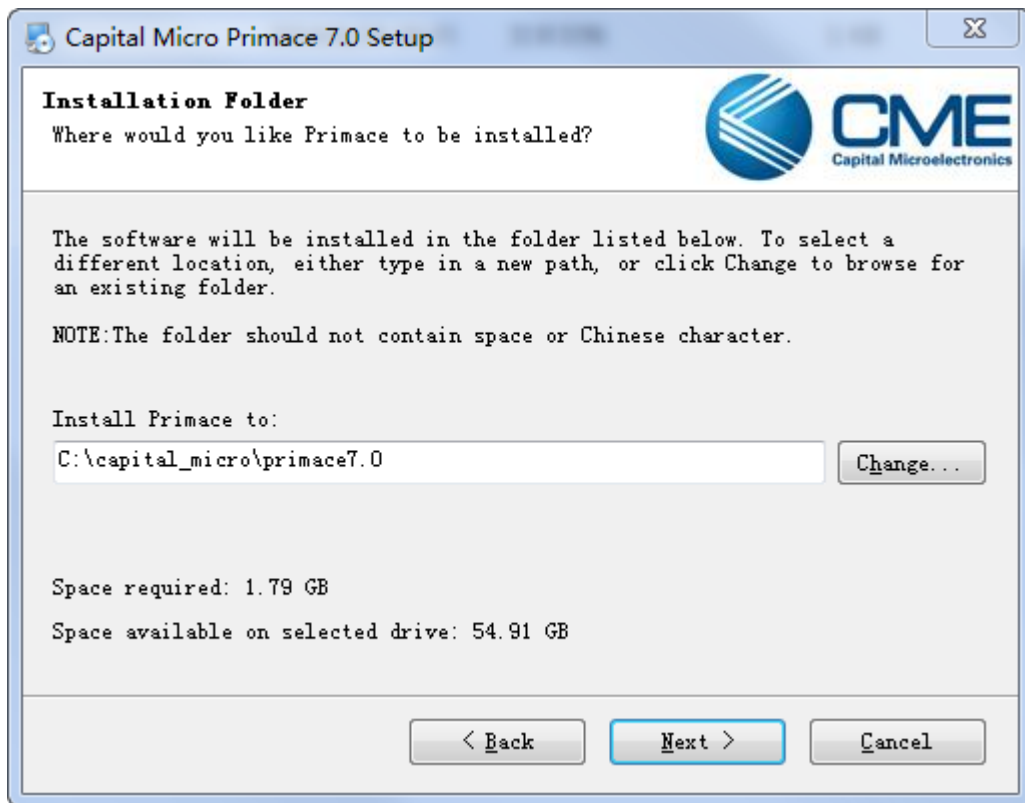 Capital Micro Primace 7.0 Setup
Installation Folder
Where would you like Primace to be installed?
CME
Capital Microelectronics
The software will be installed in the folder listed below. To select a
different location, either type in a new path, or click Change to browse for
an existing folder.
NOTE:The folder should not contain space or Chinese character.
Install Primace to:
C:\capital_micro\primace7.0
Change...
Space required: 1.79 GB
Space available on selected drive: 54.91 GB
< Back
Next >
Cancel